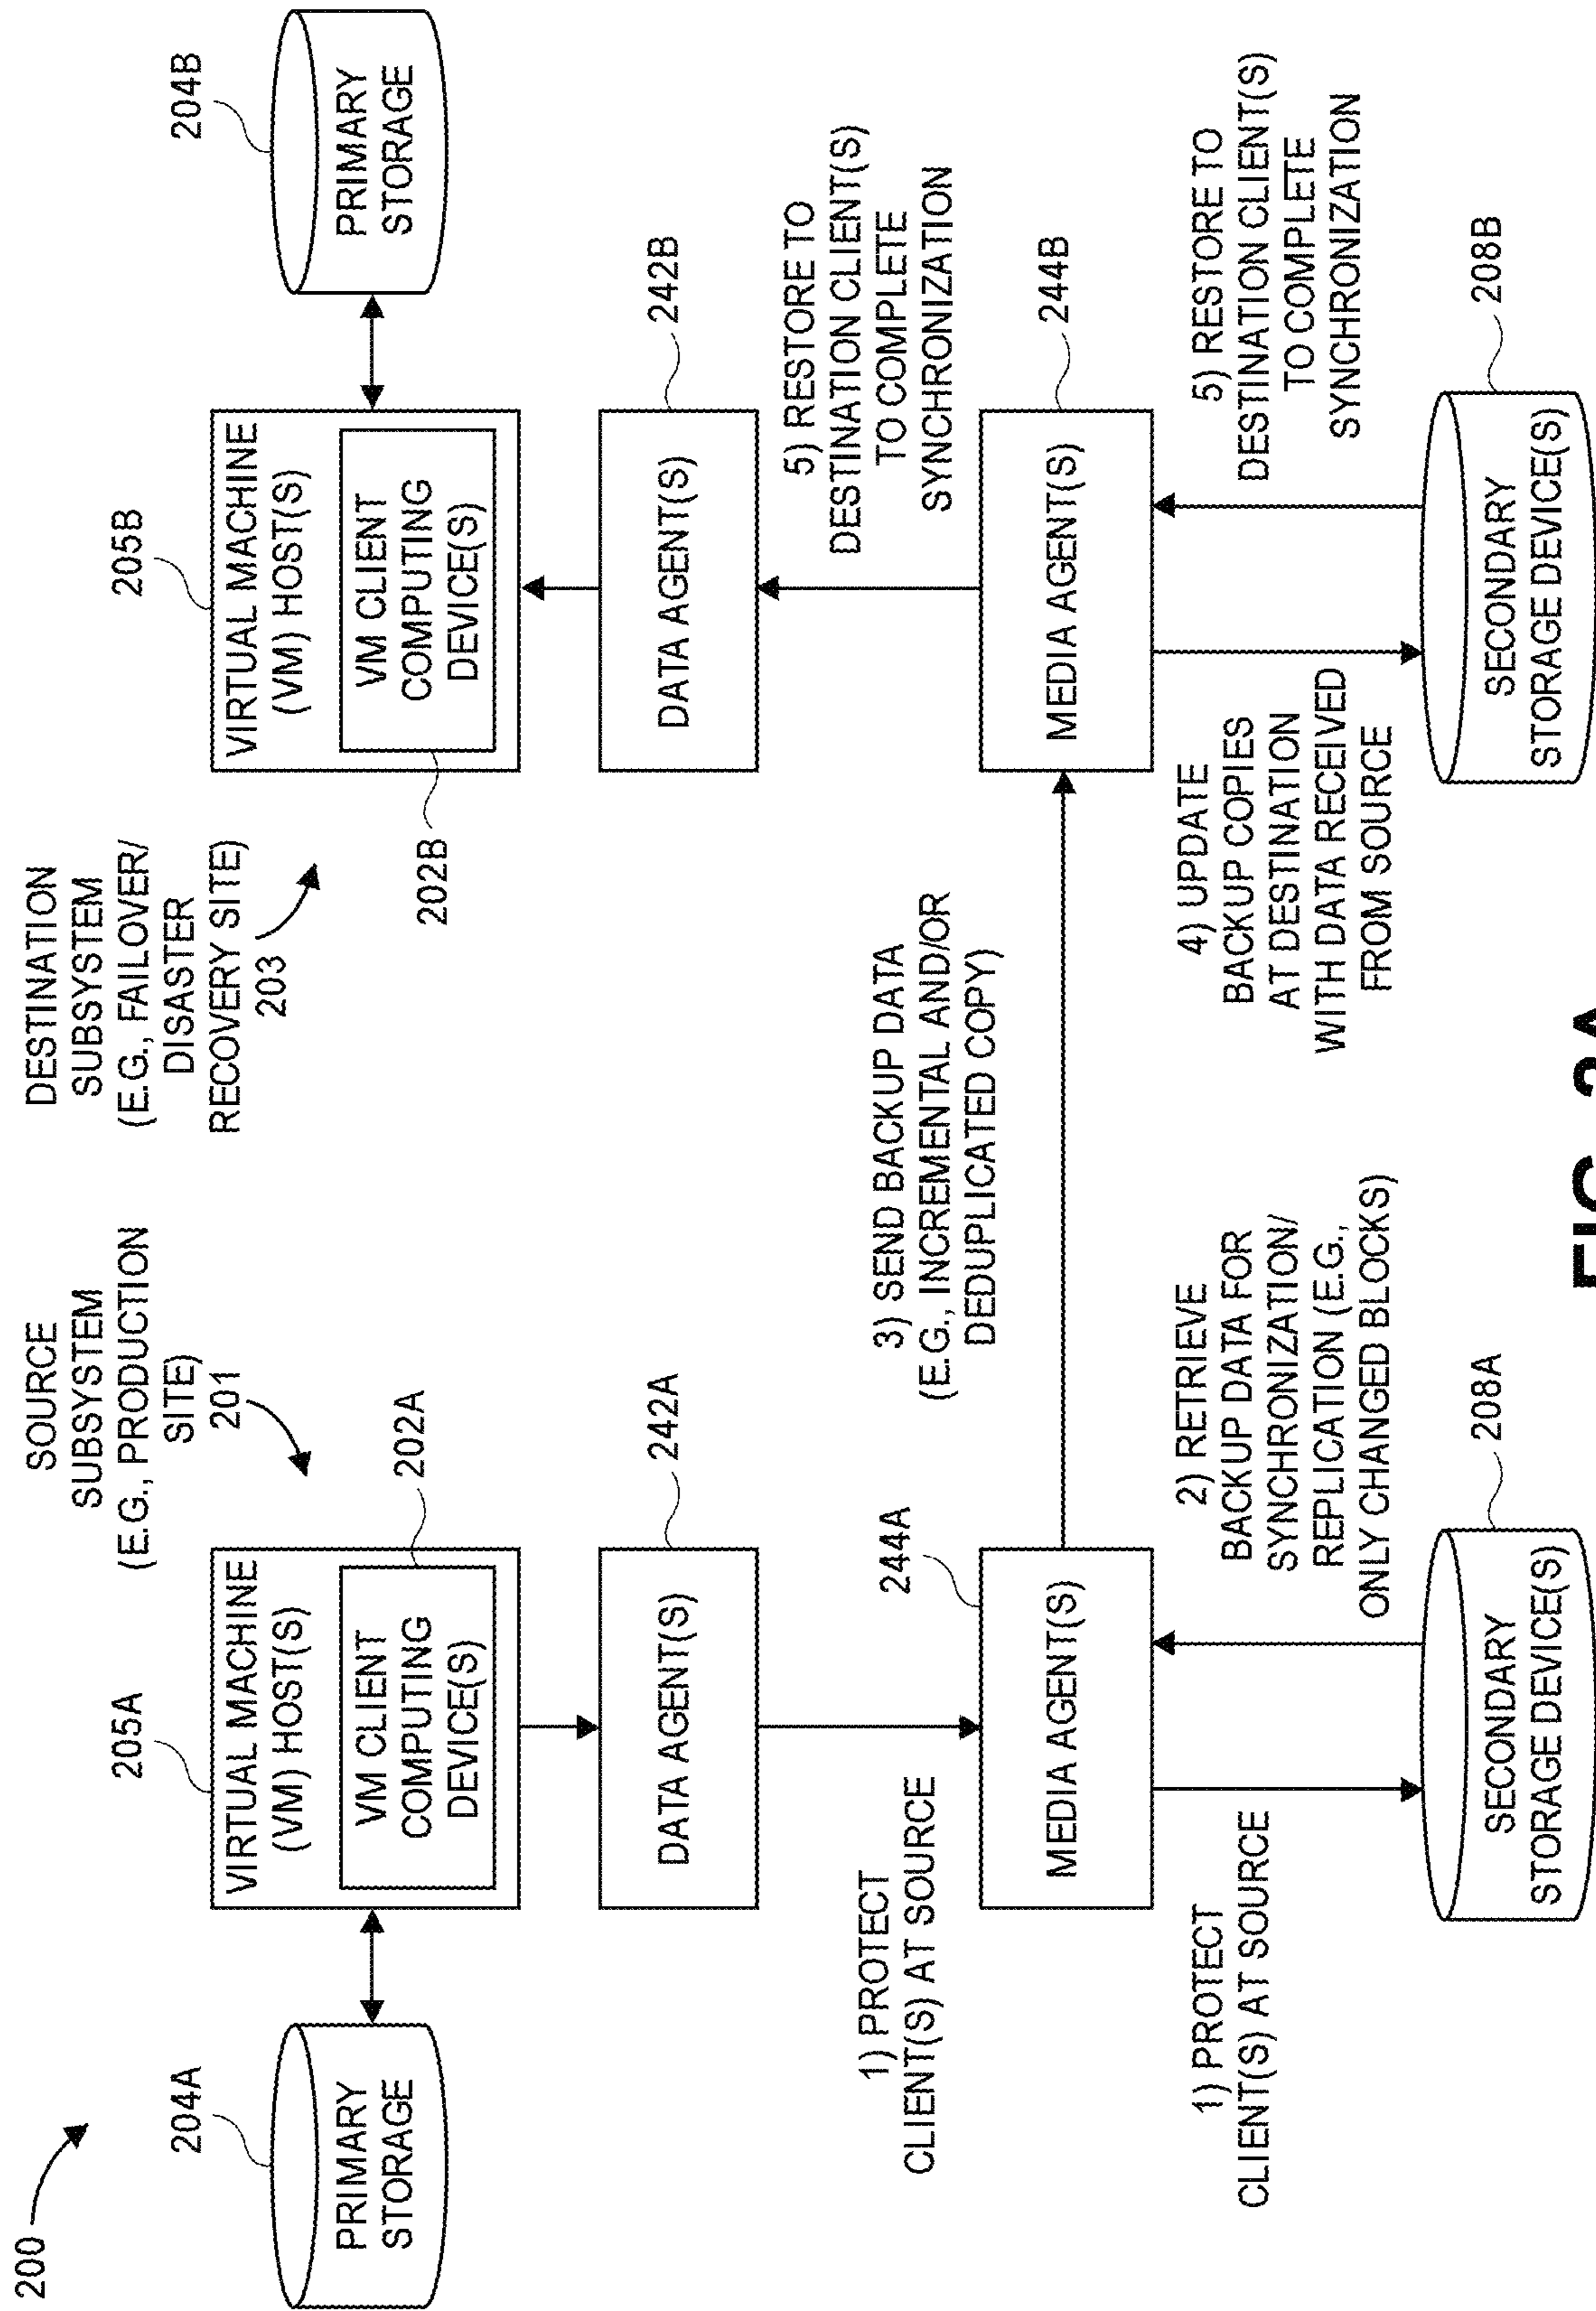 200
SOURCE
SUBSYSTEM
(E.G., PRODUCTION
SITE)
201
DESTINATION
SUBSYSTEM
(E.G., FAILOVER/
DISASTER
RECOVERY SITE)
203
204A
PRIMARY
STORAGE
205A
VIRTUAL MACHINE
(VM) HOST(S)
VM CLIENT
COMPUTING
DEVICE(S)
202A
205B
VIRTUAL MACHINE
(VM) HOST(S)
VM CLIENT
COMPUTING
DEVICE(S)
202B
204B
PRIMARY
STORAGE
DATA AGENT(S)
242A
DATA AGENT(S)
242B
1) PROTECT
CLIENT(S) AT SOURCE
3) SEND BACKUP DATA
(E.G., INCREMENTAL AND/OR
DEDUPLICATED COPY)
5) RESTORE TO
DESTINATION CLIENT(S)
TO COMPLETE
SYNCHRONIZATION
244A
MEDIA AGENT(S)
MEDIA AGENT(S)
244B
1) PROTECT
CLIENT(S) AT SOURCE
2) RETRIEVE
BACKUP DATA FOR
SYNCHRONIZATION/
REPLICATION (E.G.,
ONLY CHANGED BLOCKS)
4) UPDATE
BACKUP COPIES
AT DESTINATION
WITH DATA RECEIVED
FROM SOURCE
5) RESTORE TO
DESTINATION CLIENT(S)
TO COMPLETE
SYNCHRONIZATION
SECONDARY
STORAGE DEVICE(S)
208A
SECONDARY
STORAGE DEVICE(S)
208B